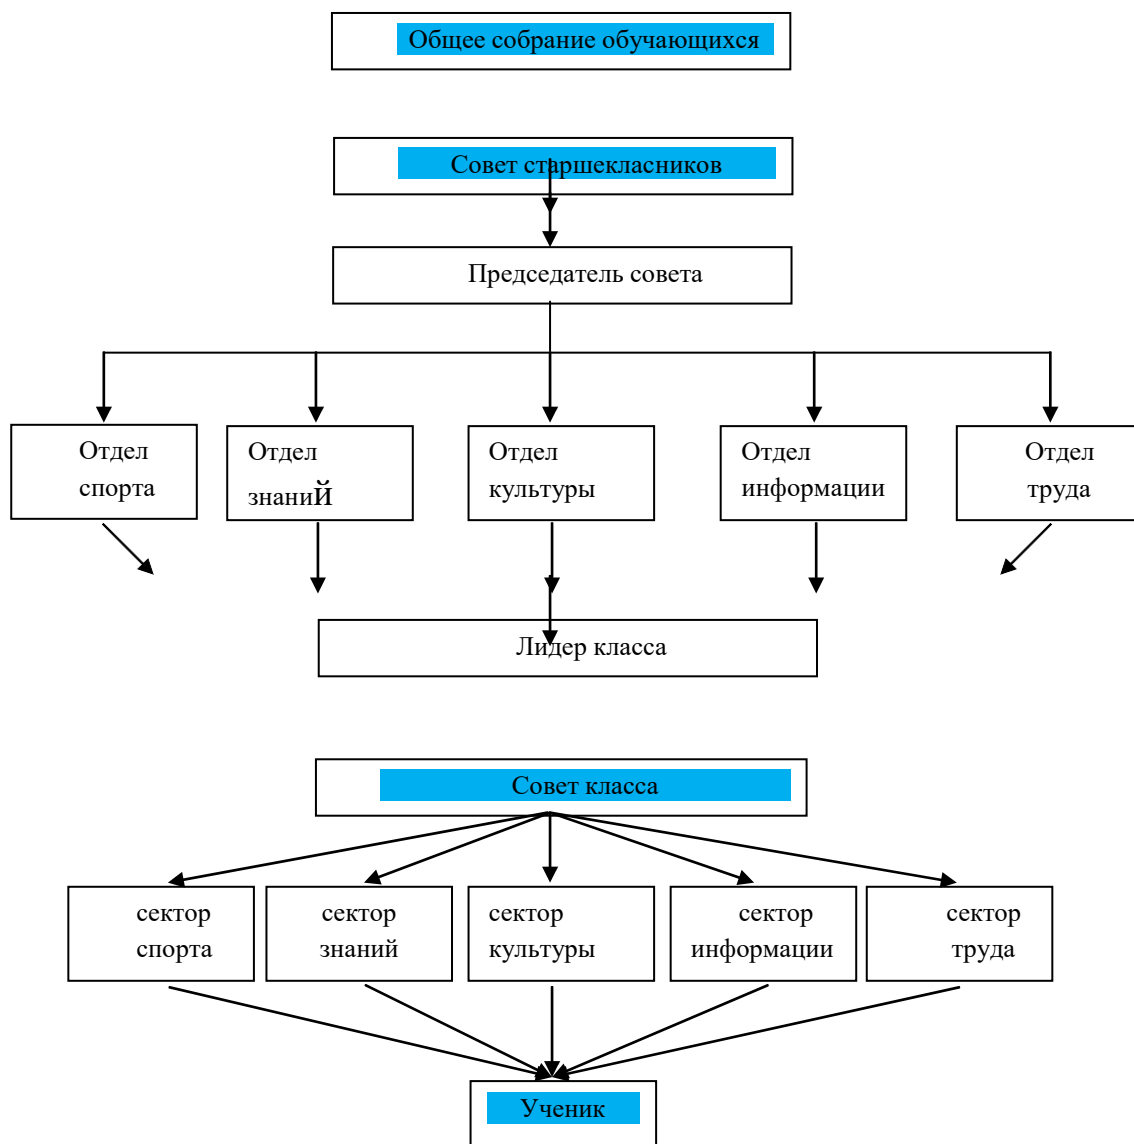 Общее собрание обучающихся
Совет старшекласников
Председатель совета
Отдел
спорта
Отдел
знаний
Отдел
культуры
Отдел
информации
Отдел
труда
Лидер класса
Совет класса
сектор
спорта
сектор
знаний
сектор
культуры
сектор
информации
сектор
труда
Ученик